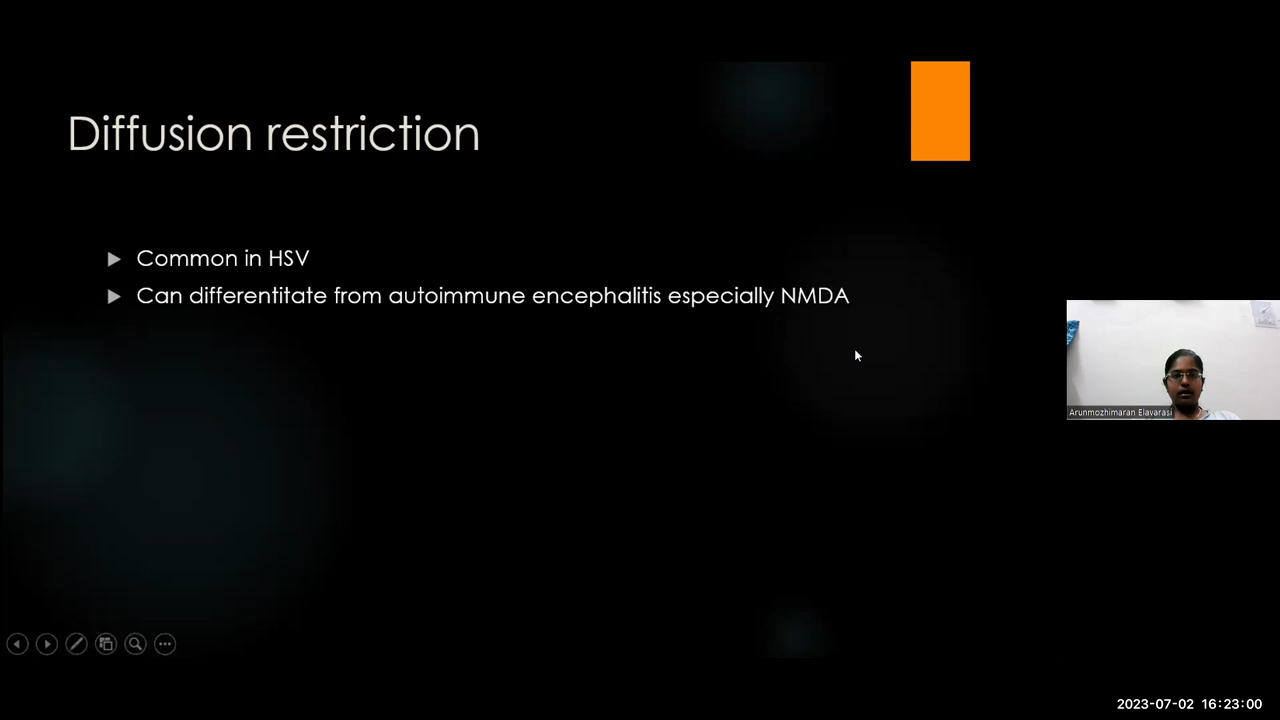 Diffusion restriction
Common in HSV
Can differentitate from autoimmune encephalitis especially NMDA
Arunmozhimaran Elavarasi
2023-07-02 16:23:00